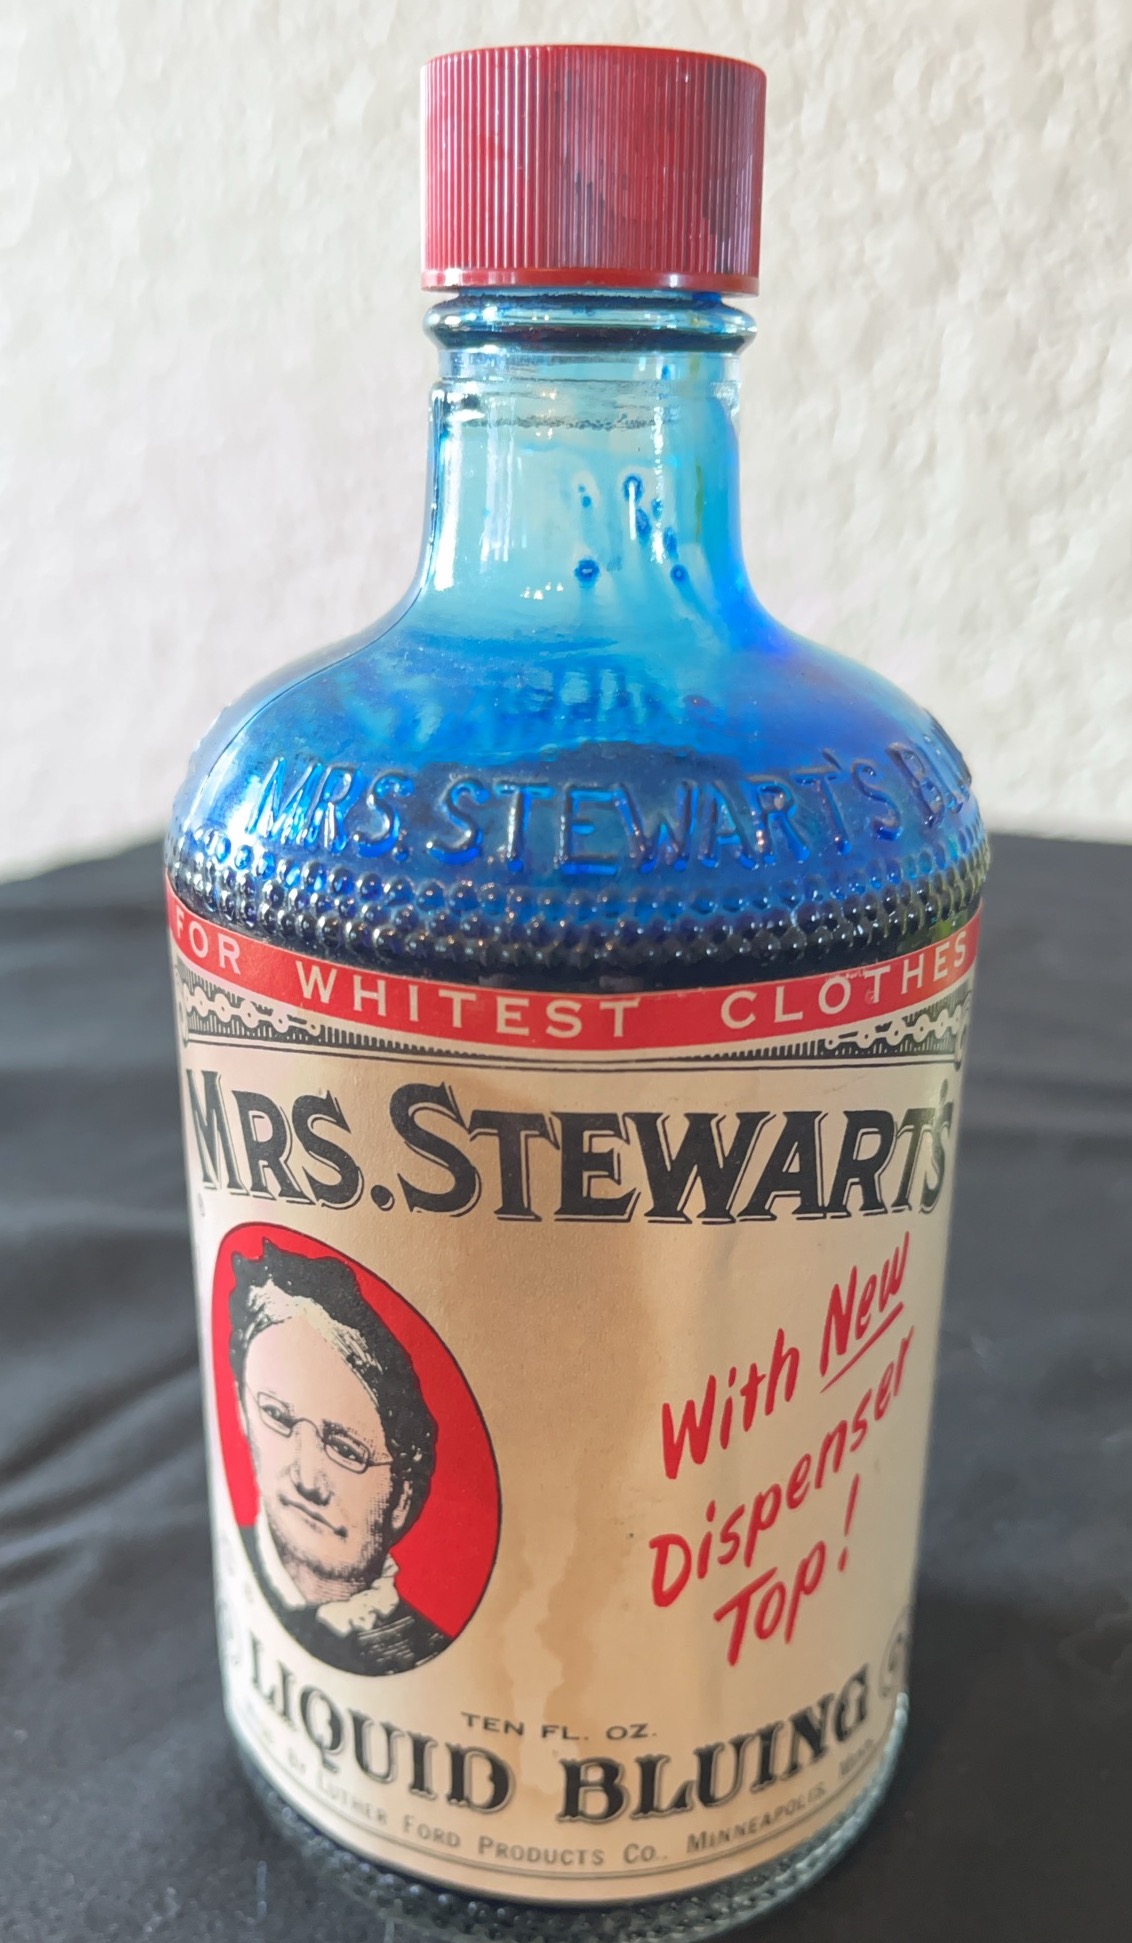 MRS. STEWART'S
FOR WHITEST CLOTHES
MRS. STEWART'S
With New
Dispenser
Top!
TEN FL. OZ.
LIQUID BLUING
By LUTHER FORD PRODUCTS CO., MINNEAPOLIS,